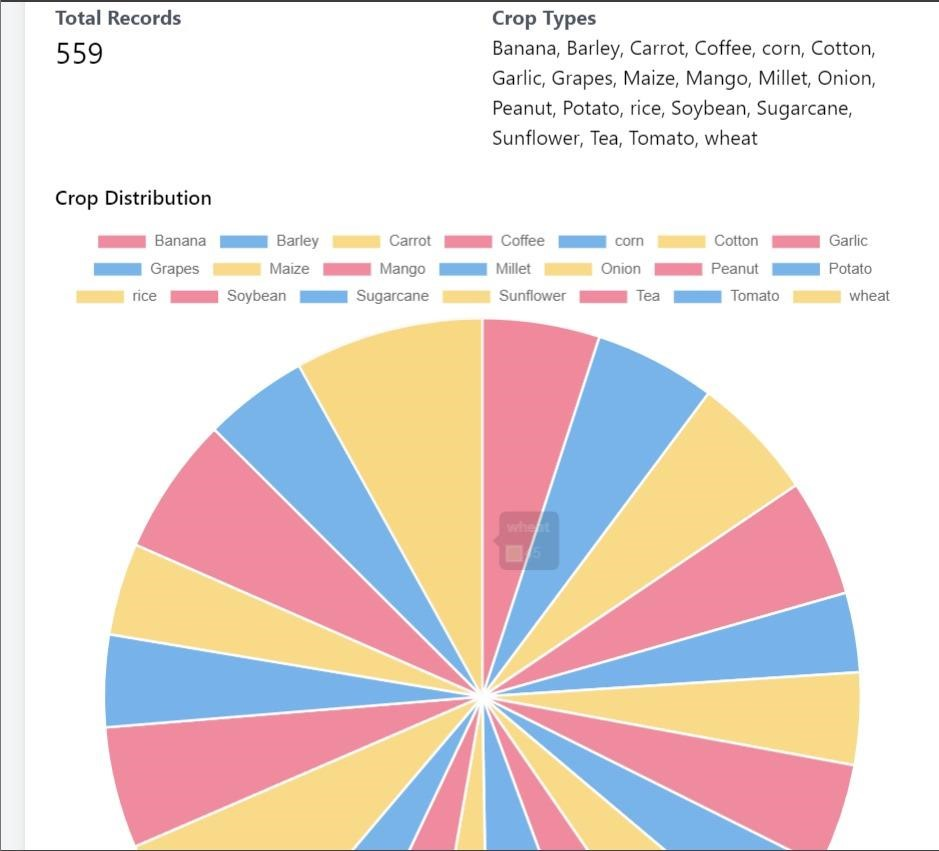 Total Records
559
Crop Types
Banana, Barley, Carrot, Coffee, corn, Cotton,
Garlic, Grapes, Maize, Mango, Millet, Onion,
Peanut, Potato, rice, Soybean, Sugarcane,
Sunflower, Tea, Tomato, wheat
Crop Distribution
Banana Barley Carrot Coffee corn Cotton Garlic
Grapes Maize Mango Millet Onion Peanut Potato
rice Soybean Sugarcane Sunflower Tea Tomato wheat
wheat